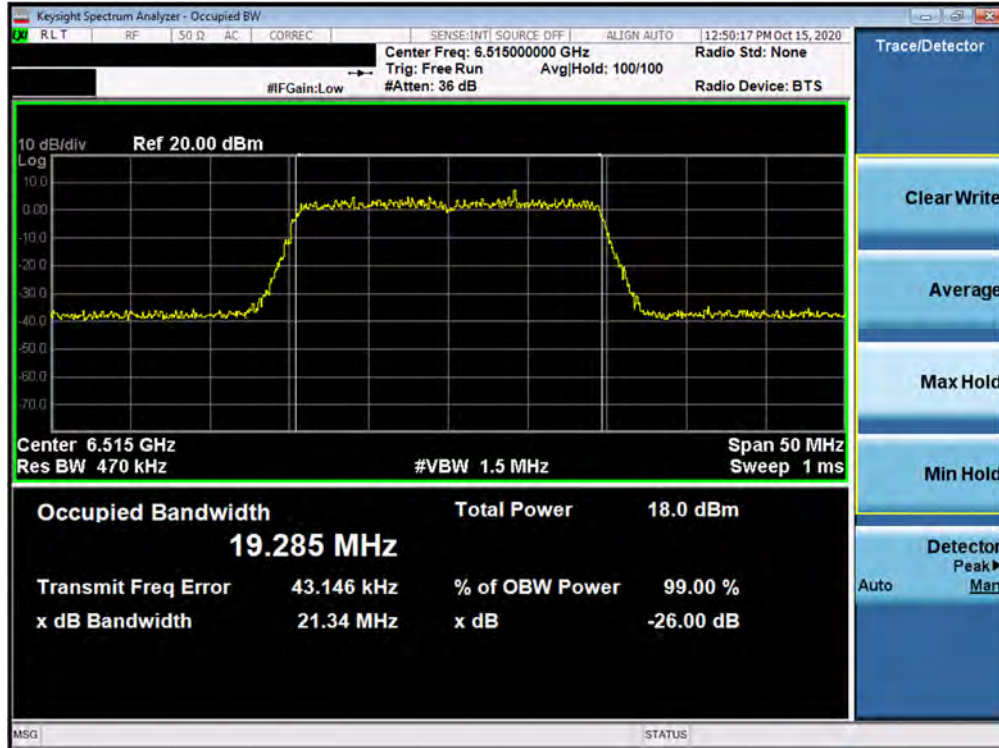 Keysight Spectrum Analyzer - Occupied BW
LXI RLT RF 50 Ω AC CORREC SENSE:INT SOURCE OFF ALIGN AUTO 12:50:17 PM Oct 15, 2020
Center Freq: 6.515000000 GHz Radio Std: None
Trig: Free Run Avg|Hold: 100/100
#IFGain:Low #Atten: 36 dB Radio Device: BTS
Trace/Detector
10 dB/div Ref 20.00 dBm
Log
10.0
0.00
-10.0
-20.0
-30.0
-40.0
-50.0
-60.0
-70.0
Center 6.515 GHz Span 50 MHz
Res BW 470 kHz #VBW 1.5 MHz Sweep 1 ms
Occupied Bandwidth Total Power 18.0 dBm
19.285 MHz
Transmit Freq Error 43.146 kHz % of OBW Power 99.00 %
x dB Bandwidth 21.34 MHz x dB -26.00 dB
Clear Write
Average
Max Hold
Min Hold
Detector
Peak
Auto Man
MSG STATUS